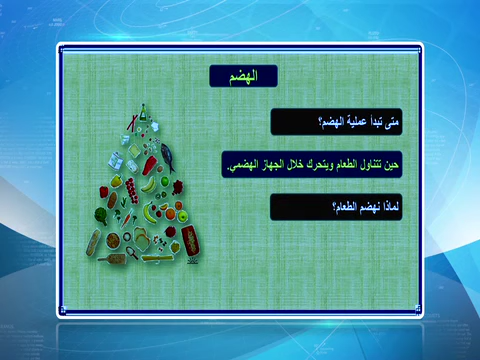 الهضم
متى تبدأ عملية الهضم؟
حين تتناول الطعام ويتحرك خلال الجهاز الهضمي.
لماذا نهضم الطعام؟